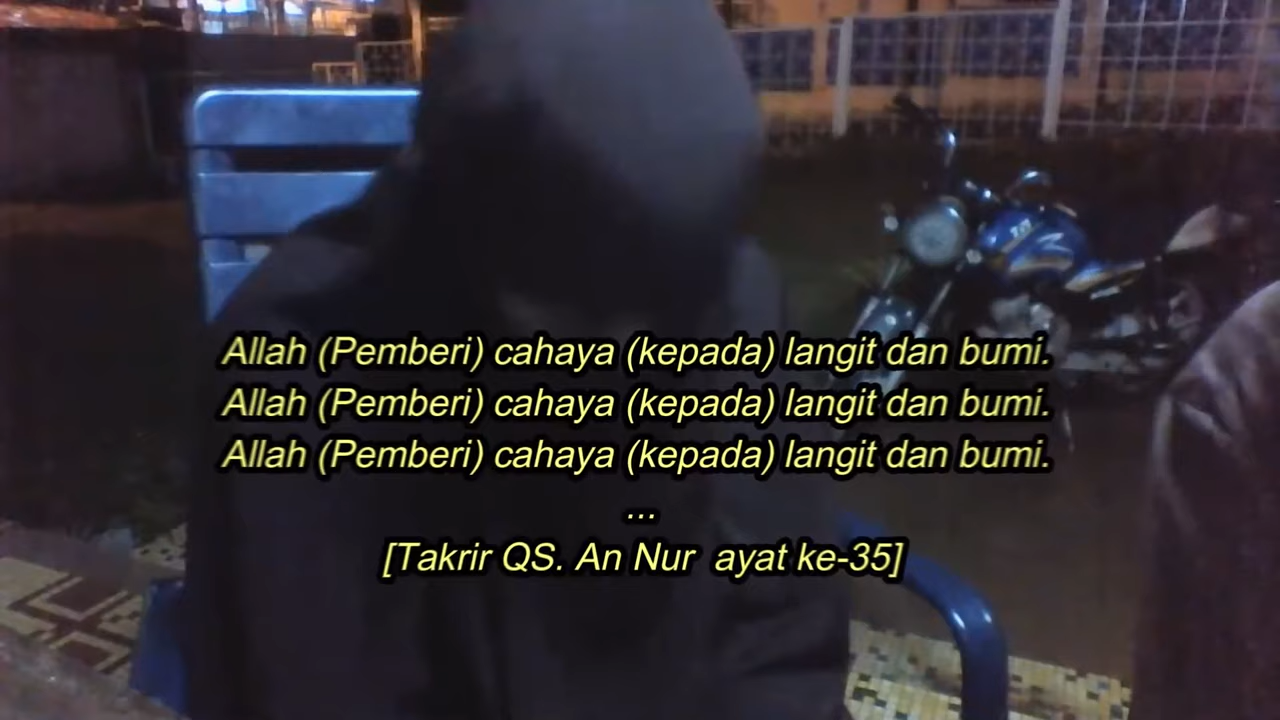 Allah (Pemberi) cahaya (kepada) langit dan bumi.
Allah (Pemberi) cahaya (kepada) langit dan bumi.
Allah (Pemberi) cahaya (kepada) langit dan bumi.
...
[Takrir QS. An Nur  ayat ke-35]